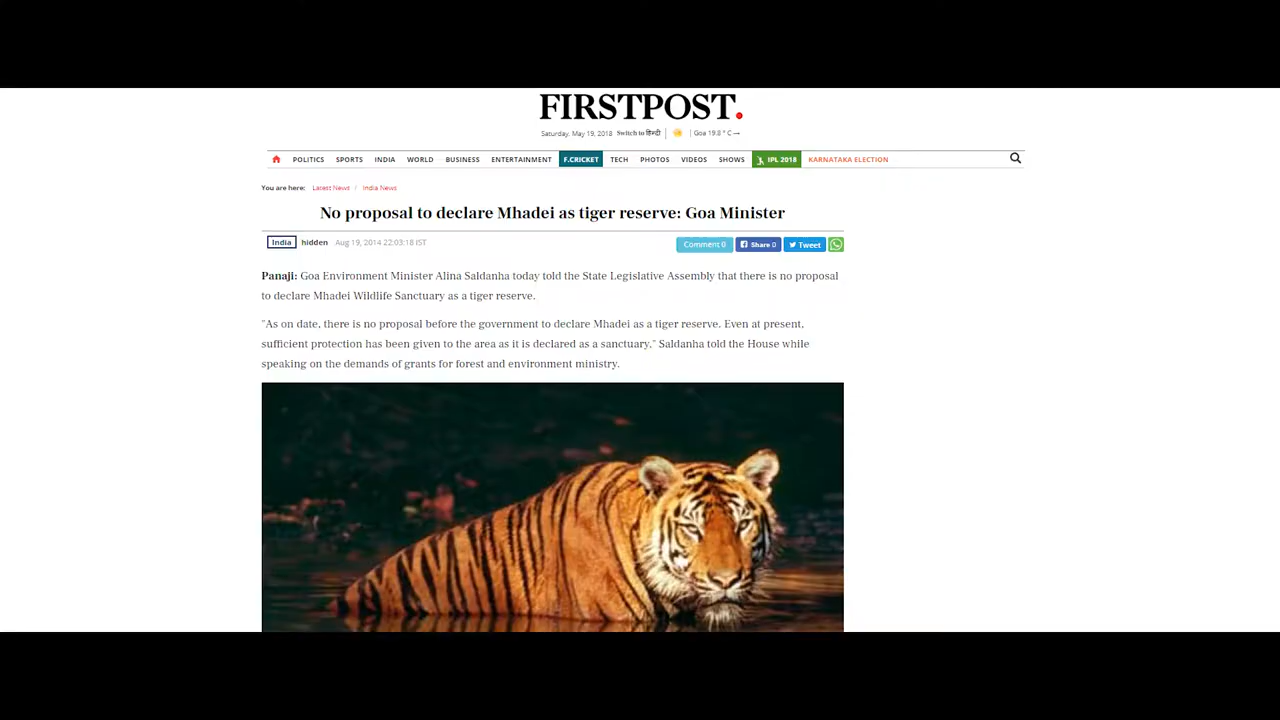 FIRSTPOST.
Saturday, May 19, 2018 Switch to हिन्दी | Goa 19.8 ° C →
POLITICS SPORTS INDIA WORLD BUSINESS ENTERTAINMENT F.CRICKET TECH PHOTOS VIDEOS SHOWS IPL 2018 KARNATAKA ELECTION
You are here: Latest News / India News
No proposal to declare Mhadei as tiger reserve: Goa Minister
India hidden Aug 19, 2014 22:03:18 IST Comment 0 Share 0 Tweet
Panaji: Goa Environment Minister Alina Saldanha today told the State Legislative Assembly that there is no proposal
to declare Mhadei Wildlife Sanctuary as a tiger reserve.
"As on date, there is no proposal before the government to declare Mhadei as a tiger reserve. Even at present,
sufficient protection has been given to the area as it is declared as a sanctuary." Saldanha told the House while
speaking on the demands of grants for forest and environment ministry.